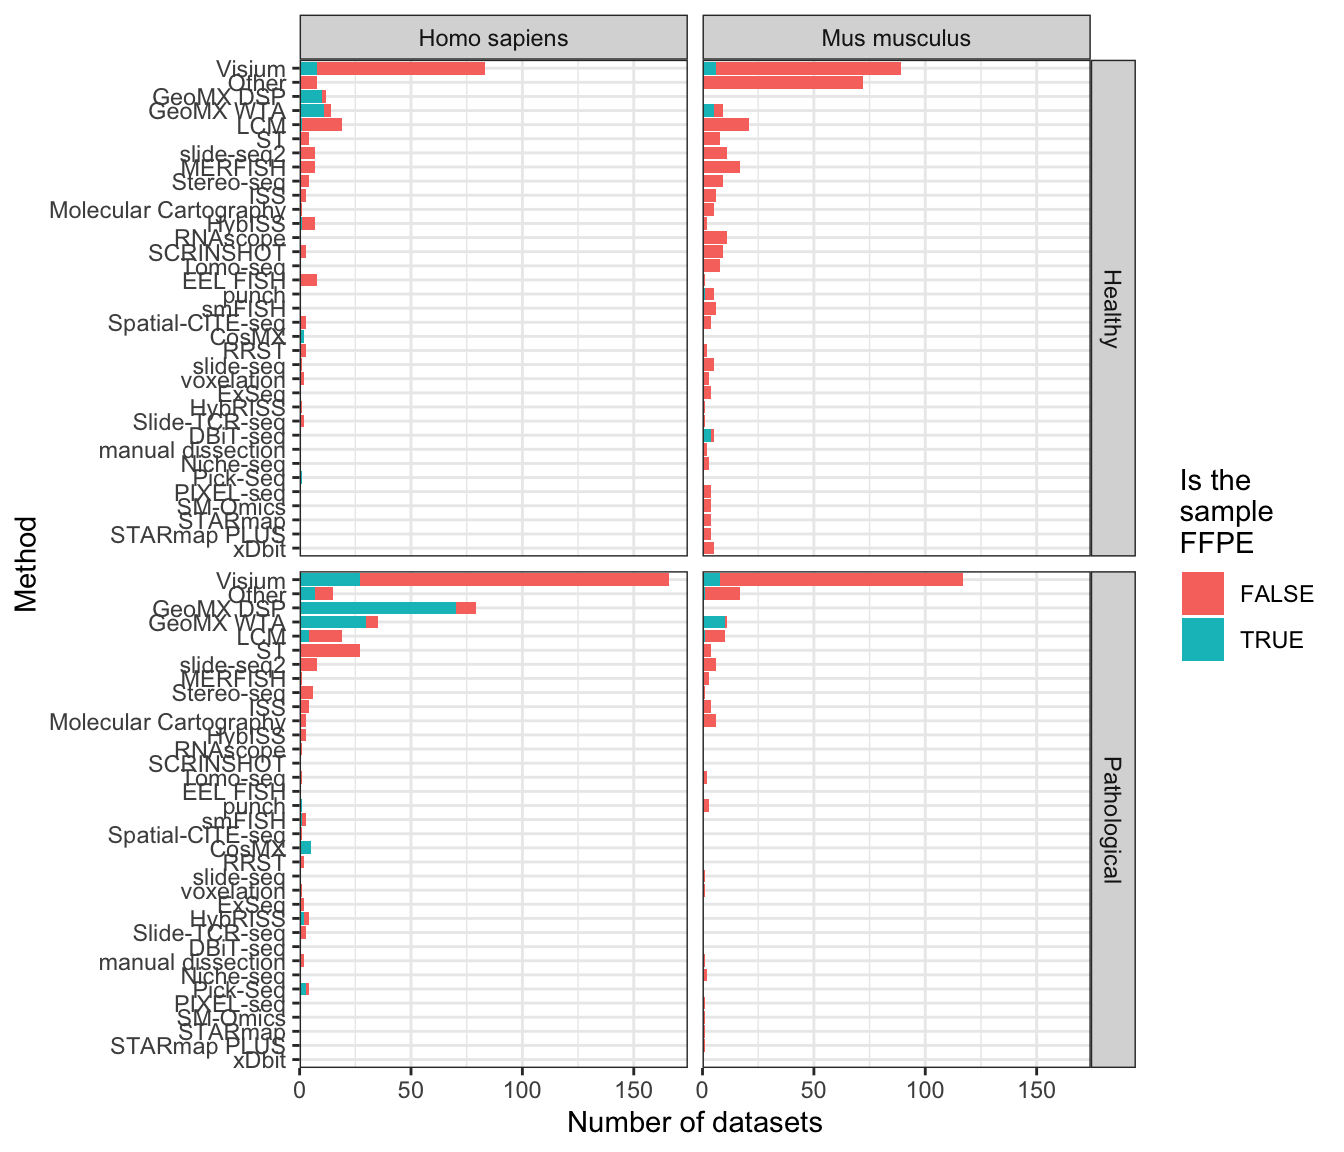 Homo sapiens
Mus musculus
Visium
Other
GeoMX DSP
GeoMX WTA
LCM
ST
slide-seq2
MERFISH
Stereo-seq
ISS
Molecular Cartography
HybISS
RNAscope
SCRINSHOT
Tomo-seq
EEL FISH
punch
smFISH
Spatial-CITE-seq
CosMX
RRST
slide-seq
voxelation
ExSeq
HybRISS
Slide-TCR-seq
DBiT-seq
manual dissection
Niche-seq
Pick-Seq
PIXEL-seq
SM-Omics
STARmap
STARmap PLUS
xDbit
Healthy
Visium
Other
GeoMX DSP
GeoMX WTA
LCM
ST
slide-seq2
MERFISH
Stereo-seq
ISS
Molecular Cartography
HybISS
RNAscope
SCRINSHOT
Tomo-seq
EEL FISH
punch
smFISH
Spatial-CITE-seq
CosMX
RRST
slide-seq
voxelation
ExSeq
HybRISS
Slide-TCR-seq
DBiT-seq
manual dissection
Niche-seq
Pick-Seq
PIXEL-seq
SM-Omics
STARmap
STARmap PLUS
xDbit
Pathological
Method
0 50 100 150
0 50 100 150
Number of datasets
Is the
sample
FFPE
FALSE
TRUE